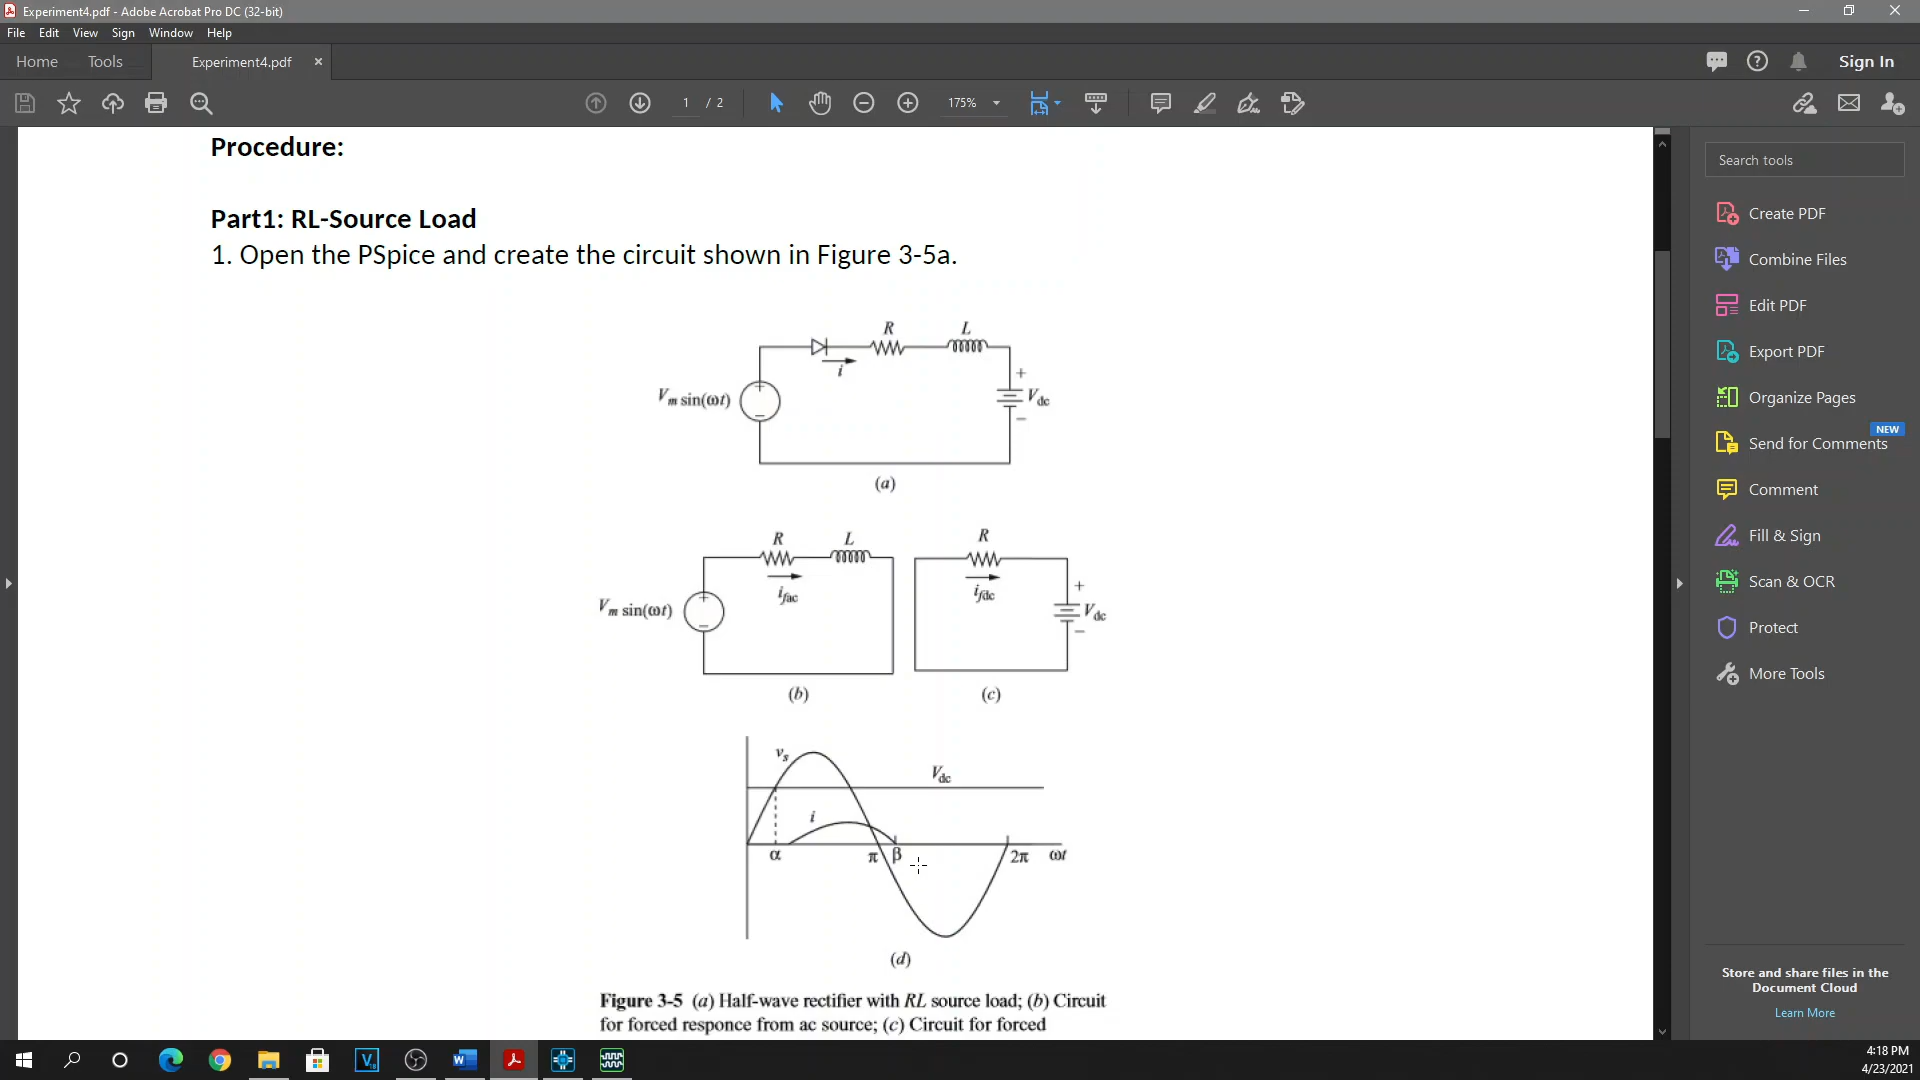 Experiment4.pdf - Adobe Acrobat Pro DC (32-bit)
File Edit View Sign Window Help
Home Tools Experiment4.pdf × Sign In
1 / 2 175%
Procedure:
Part1: RL-Source Load
1. Open the PSpice and create the circuit shown in Figure 3-5a.
R L
i
+
Vm sin(ωt) + − Vdc
−
(a)
R L R
ifac ifdc
+
Vm sin(ωt) + − Vdc
−
(b) (c)
vs
Vdc
i
α π β 2π ωt
(d)
Figure 3-5 (a) Half-wave rectifier with RL source load; (b) Circuit
for forced responce from ac source; (c) Circuit for forced
Search tools
Create PDF
Combine Files
Edit PDF
Export PDF
Organize Pages
NEW
Send for Comments
Comment
Fill & Sign
Scan & OCR
Protect
More Tools
Store and share files in the
Document Cloud
Learn More
4:18 PM
4/23/2021